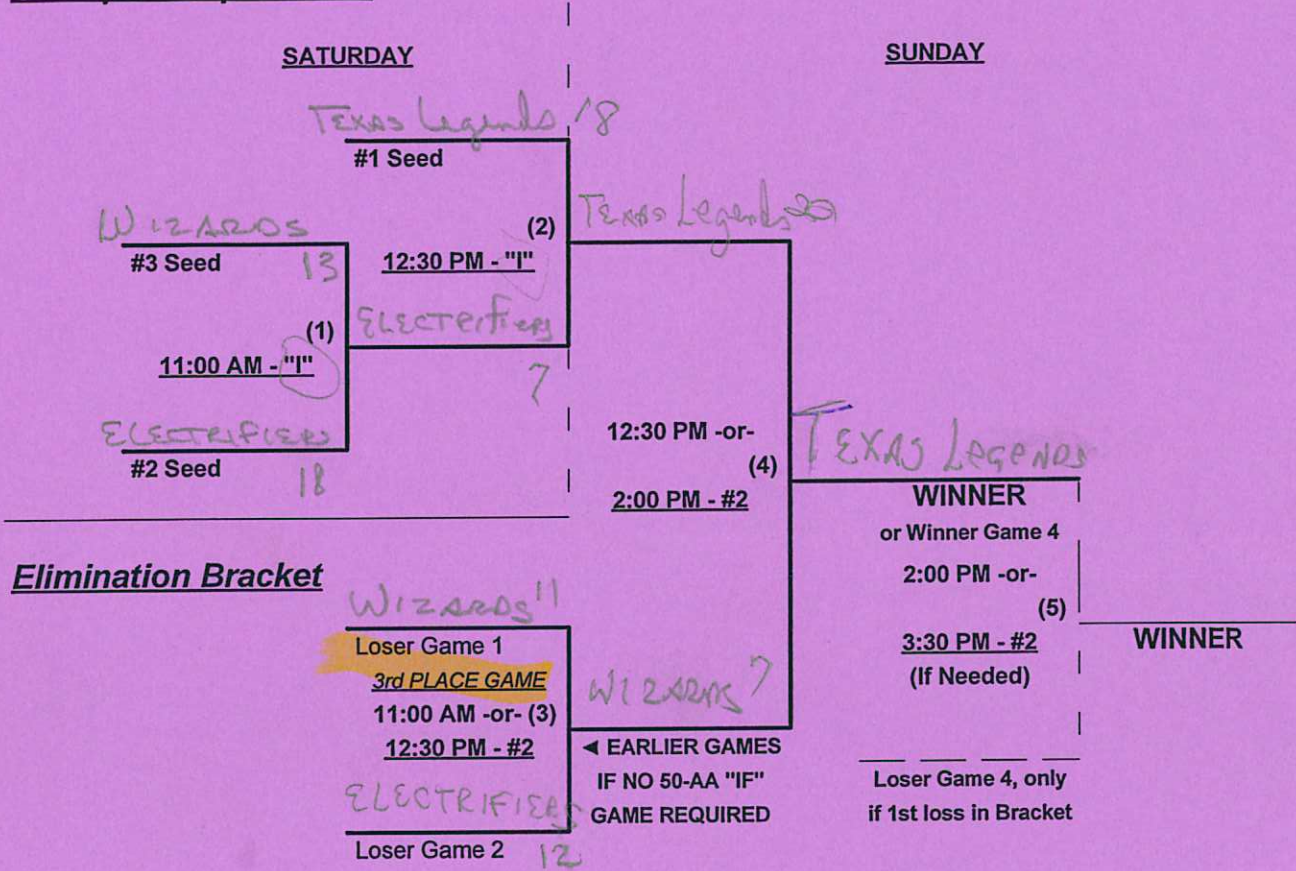 SATURDAY
SUNDAY
TEXAS Legends 18
#1 Seed
WIZARDS
#3 Seed 13
(2)
12:30 PM - "I"
TEXAS Legends 20
(1)
11:00 AM - "I"
ELECTRIFIERS
7
ELECTRIFIERS
#2 Seed
18
12:30 PM -or-
(4)
2:00 PM - #2
TEXAS LEGENDS
WINNER
or Winner Game 4
2:00 PM -or-
(5)
3:30 PM - #2
(If Needed)
WINNER
Elimination Bracket
WIZARDS 11
Loser Game 1
3rd PLACE GAME
11:00 AM -or- (3)
12:30 PM - #2
WIZARDS 7
◄ EARLIER GAMES
IF NO 50-AA "IF"
GAME REQUIRED
ELECTRIFIERS
Loser Game 2 12
Loser Game 4, only
if 1st loss in Bracket